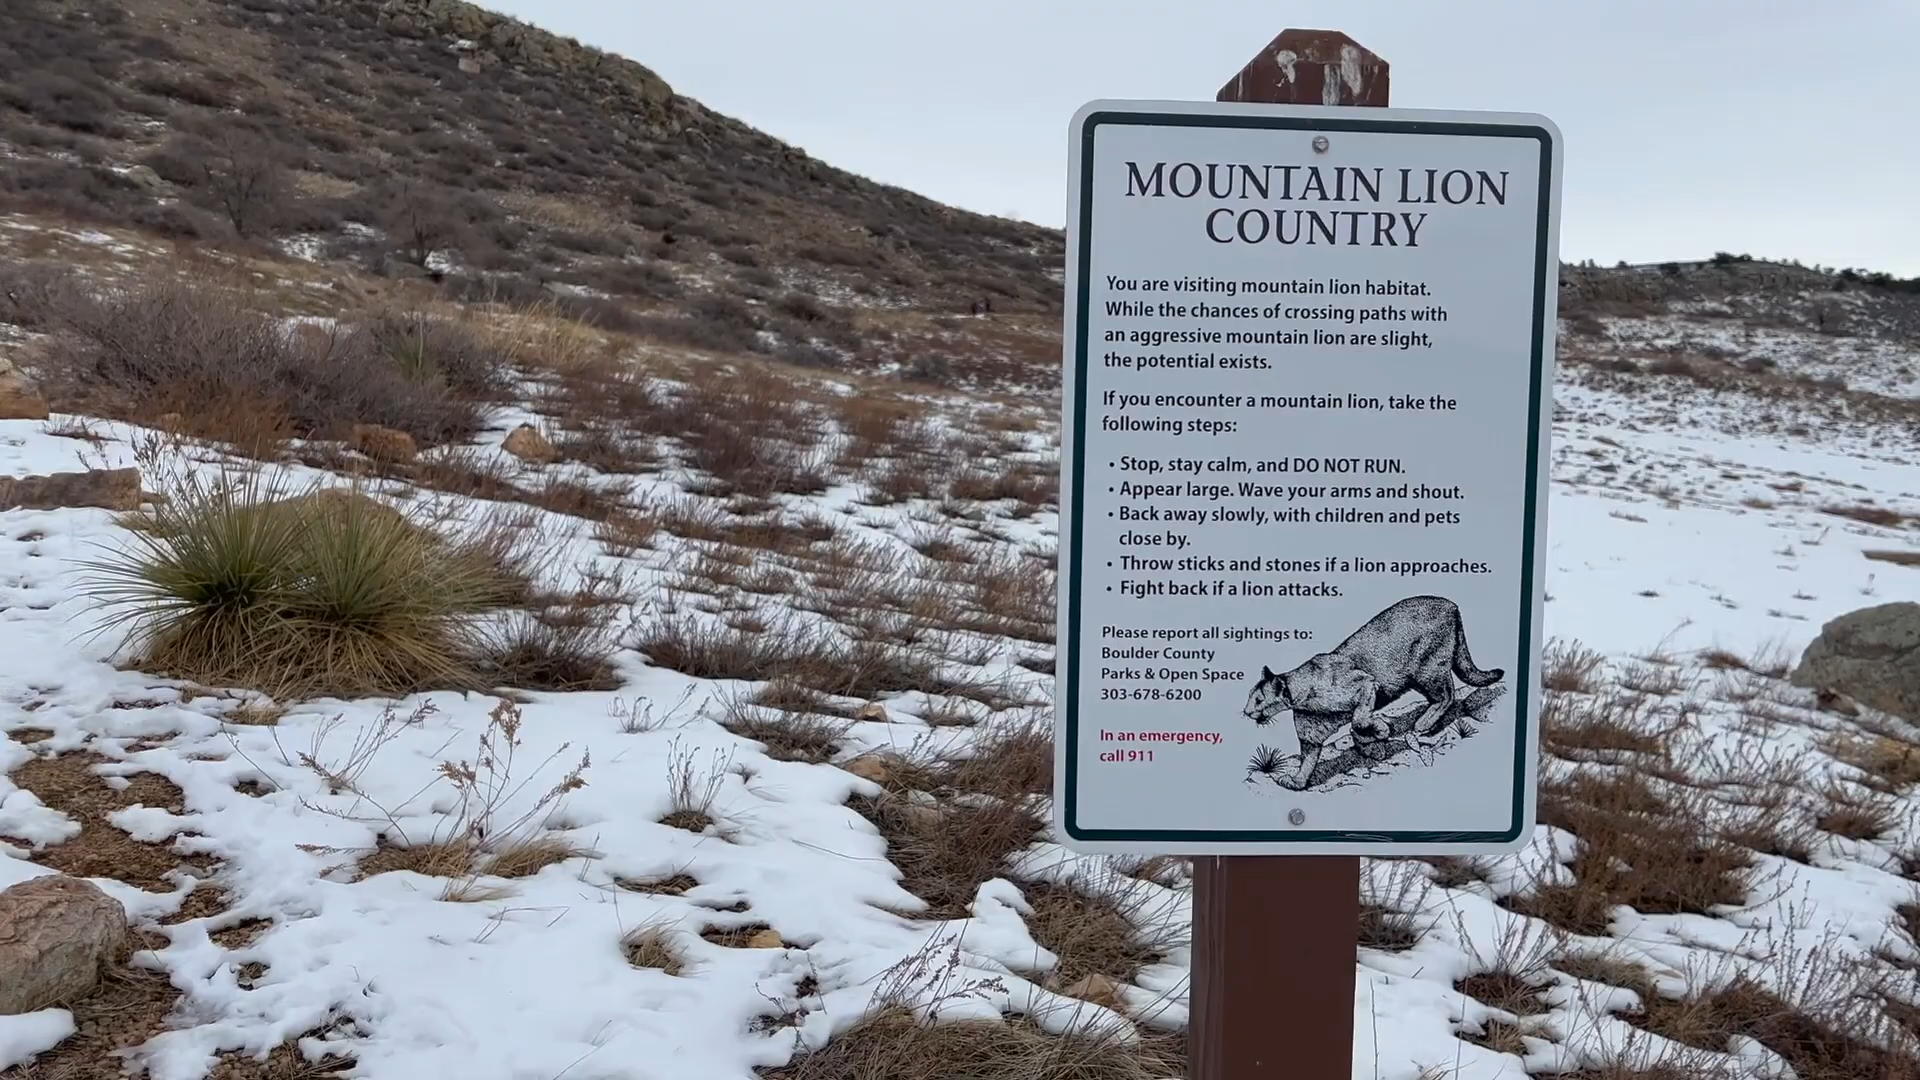 MOUNTAIN LION
COUNTRY
You are visiting mountain lion habitat.
While the chances of crossing paths with
an aggressive mountain lion are slight,
the potential exists.
If you encounter a mountain lion, take the
following steps:
• Stop, stay calm, and DO NOT RUN.
• Appear large. Wave your arms and shout.
• Back away slowly, with children and pets
close by.
• Throw sticks and stones if a lion approaches.
• Fight back if a lion attacks.
Please report all sightings to:
Boulder County
Parks & Open Space
303-678-6200
In an emergency,
call 911